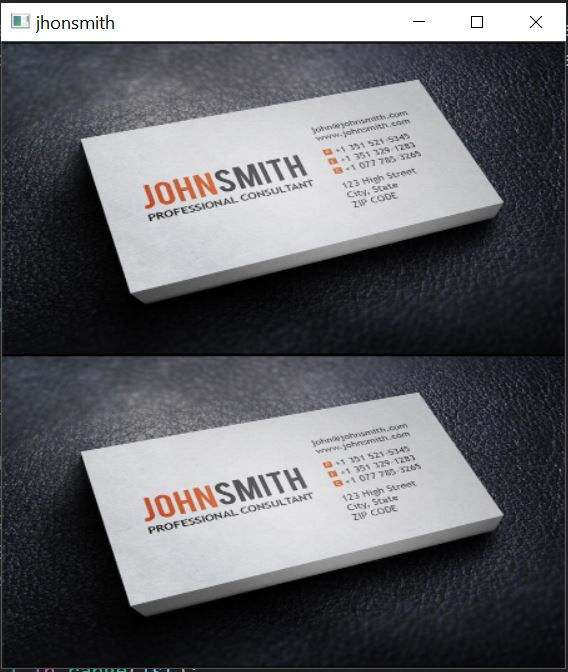 jhonsmith
john@johnsmith.com
www.johnsmith.com
+1 351 521-5345
+1 351 329-1283
+1 077 785-3265
JOHNSMITH
PROFESSIONAL CONSULTANT
123 High Street
City, State
ZIP CODE
john@johnsmith.com
www.johnsmith.com
+1 351 521-5345
+1 351 329-1283
+1 077 785-3265
JOHNSMITH
PROFESSIONAL CONSULTANT
123 High Street
City, State
ZIP CODE